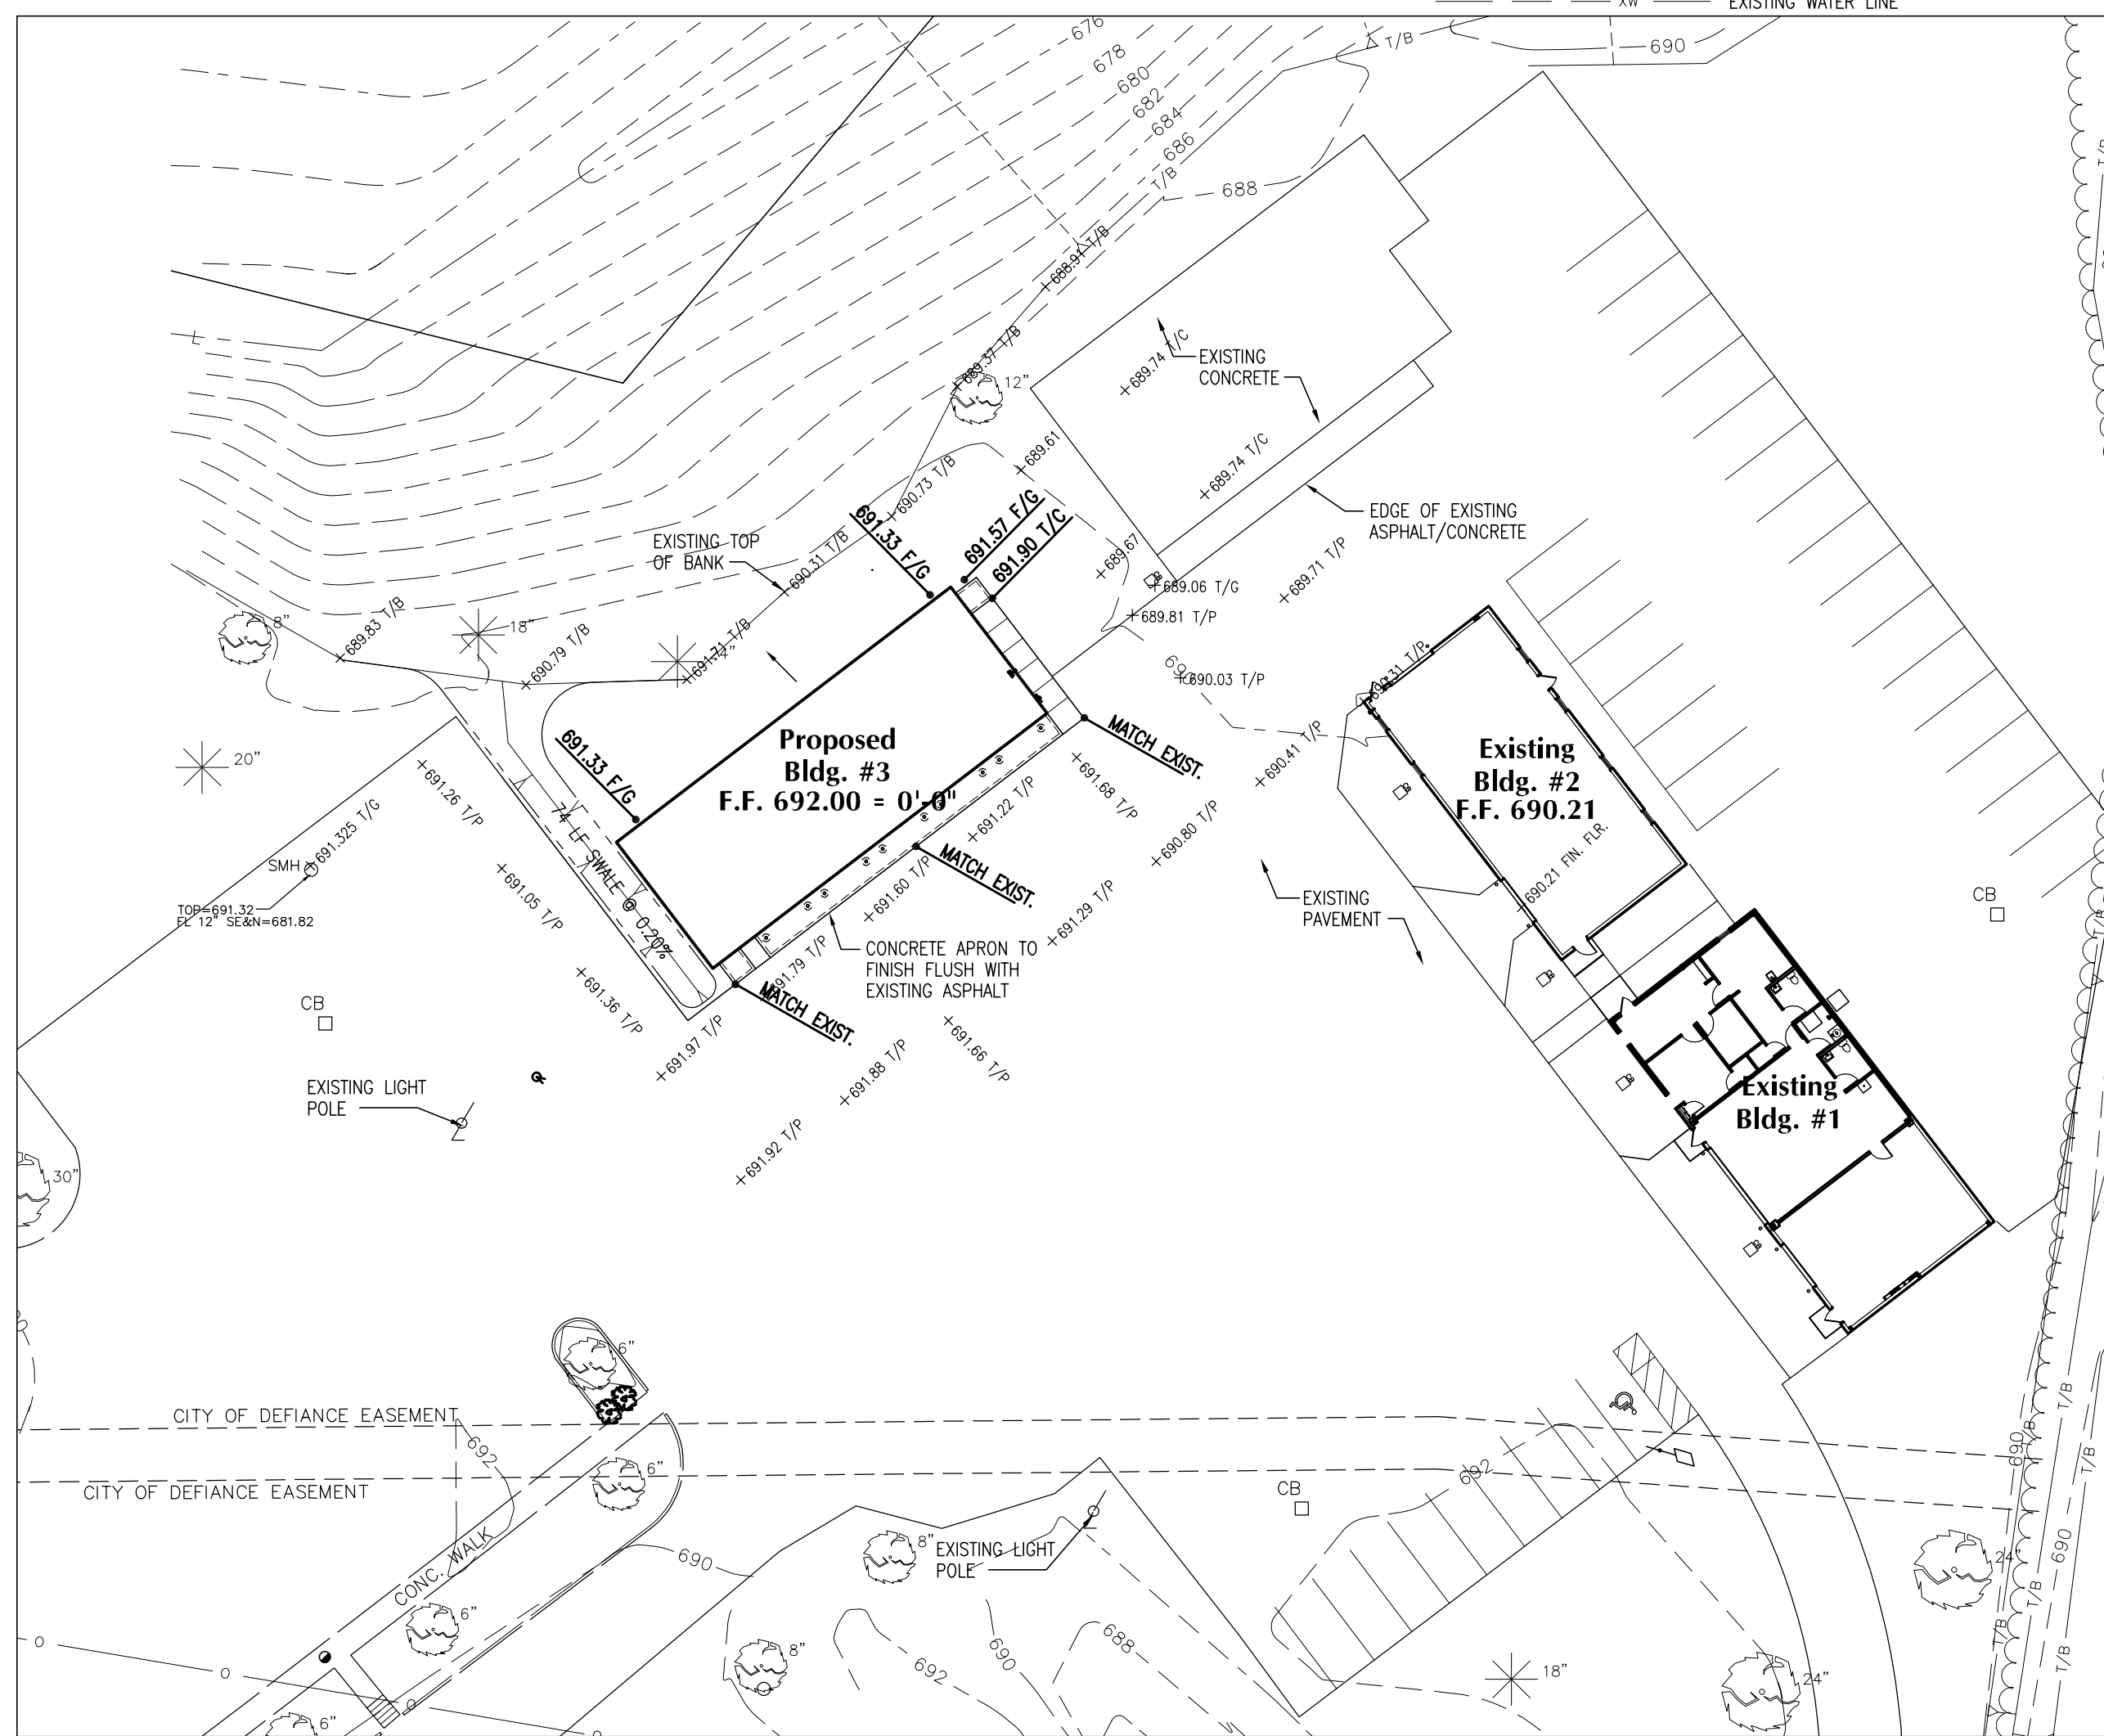 XW
EXISTING WATER LINE
676
678
680
682
684
686
T/B
T/B
690
688
688.91 T/B
689.37 T/B
12"
689.74 T/C
EXISTING
CONCRETE
689.61
689.74 T/C
690.73 T/B
EDGE OF EXISTING
ASPHALT/CONCRETE
691.33 F/G
691.57 F/G
691.90 T/C
EXISTING TOP
OF BANK
690.31 T/B
689.67
689.06 T/G
689.71 T/P
689.81 T/P
8"
689.83 T/B
18"
690.79 T/B
691.71 T/B
690.03 T/P
690.31 T/P
20"
691.33 F/G
Proposed
Bldg. #3
F.F. 692.00 = 0'-0"
MATCH EXIST.
Existing
Bldg. #2
F.F. 690.21
690.21 FIN. FLR.
691.26 T/P
691.68 T/P
690.41 T/P
691.22 T/P
690.80 T/P
74 LF SWALE @ 0.20%
SMH
691.325 T/G
TOP=691.32
FL 12" SE&N=681.82
691.05 T/P
691.60 T/P
MATCH EXIST.
691.29 T/P
EXISTING
PAVEMENT
CB
CONCRETE APRON TO
FINISH FLUSH WITH
EXISTING ASPHALT
691.79 T/P
MATCH EXIST.
691.36 T/P
CB
691.97 T/P
691.88 T/P
691.66 T/P
EXISTING LIGHT
POLE
Existing
Bldg. #1
691.92 T/P
30"
6"
CITY OF DEFIANCE EASEMENT
692
CITY OF DEFIANCE EASEMENT
6"
692
CB
690
T/B
T/B
T/B
CONC. WALK
690
8"
EXISTING LIGHT
POLE
24"
690
T/B
6"
8"
692
690
688
18"
24"
T/B
T/B
6"